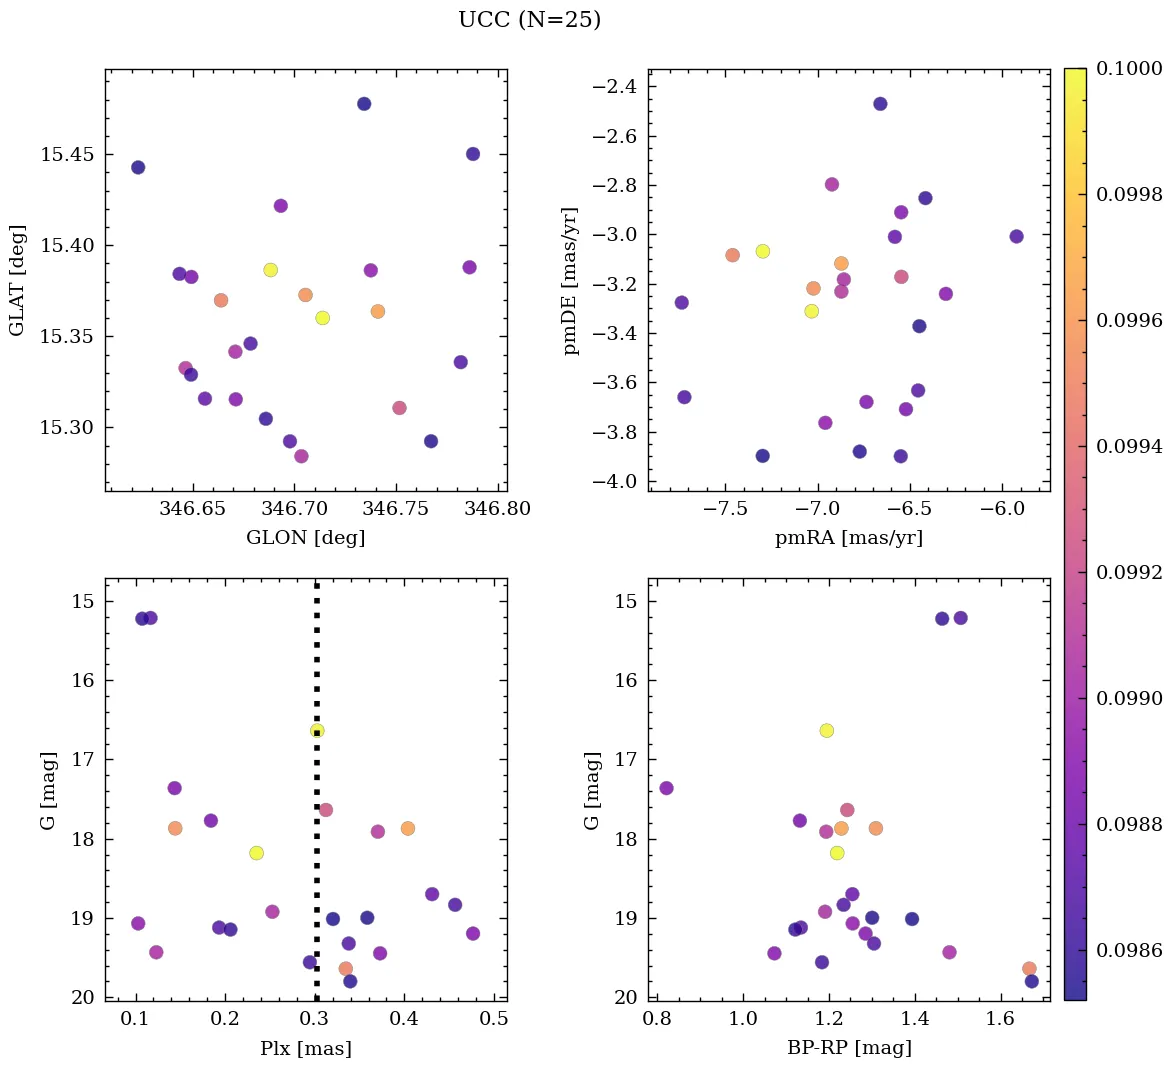 UCC (N=25)
15.45
15.40
15.35
15.30
GLAT [deg]
346.65 346.70 346.75 346.80
GLON [deg]
−2.4
−2.6
−2.8
−3.0
−3.2
−3.4
−3.6
−3.8
−4.0
pmDE [mas/yr]
−7.5 −7.0 −6.5 −6.0
pmRA [mas/yr]
15
16
17
18
19
20
G [mag]
0.1 0.2 0.3 0.4 0.5
Plx [mas]
15
16
17
18
19
20
G [mag]
0.8 1.0 1.2 1.4 1.6
BP-RP [mag]
0.1000
0.0998
0.0996
0.0994
0.0992
0.0990
0.0988
0.0986